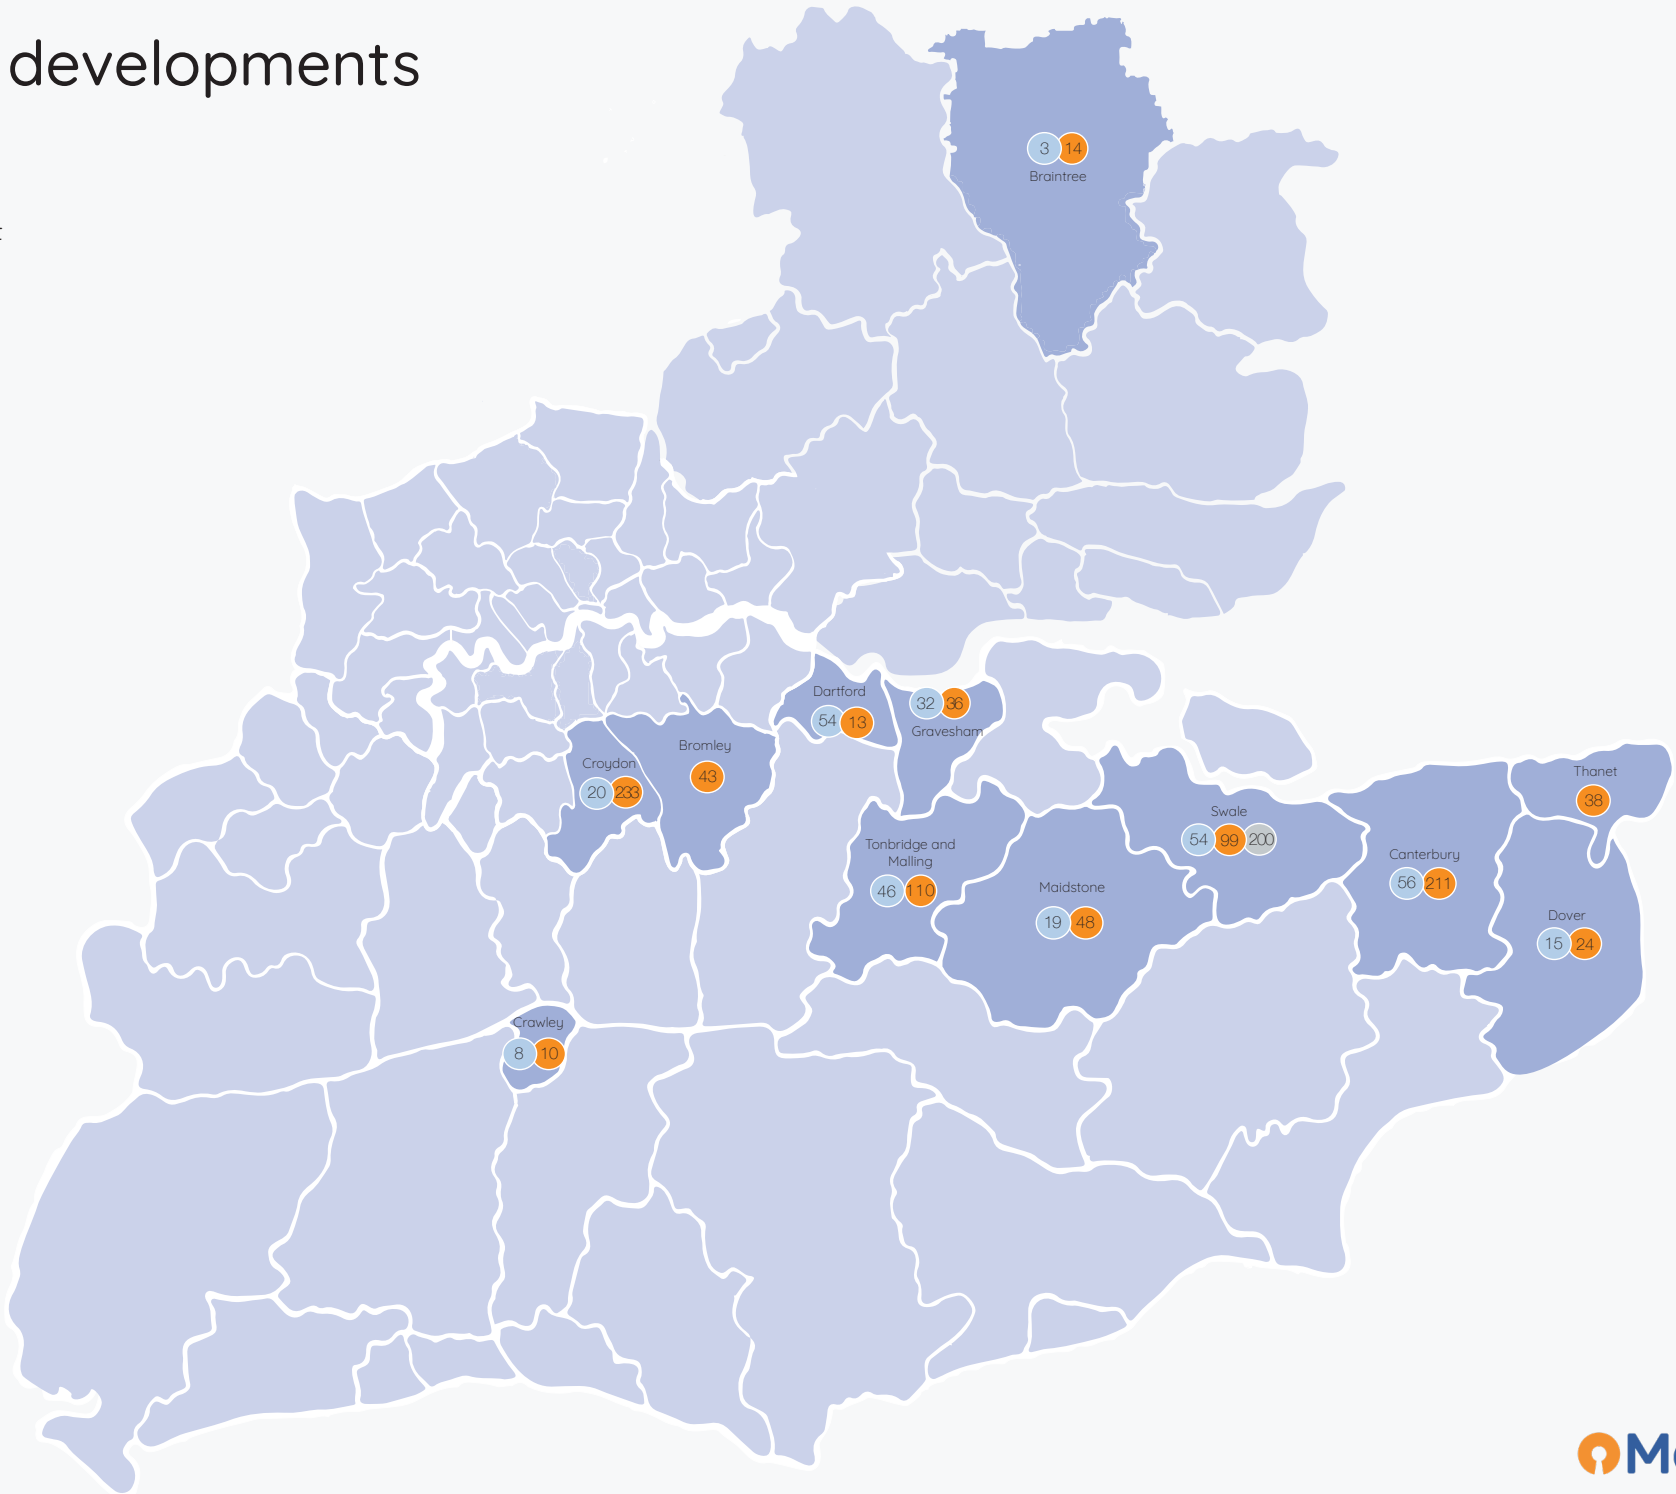 developments
3 14
Braintree
Dartford
54 13
32 36
Gravesham
Bromley
43
Croydon
20 233
Thanet
38
Swale
54 99 200
Tonbridge and
Malling
46 110
Canterbury
56 211
Maidstone
19 48
Dover
15 24
Crawley
8 10